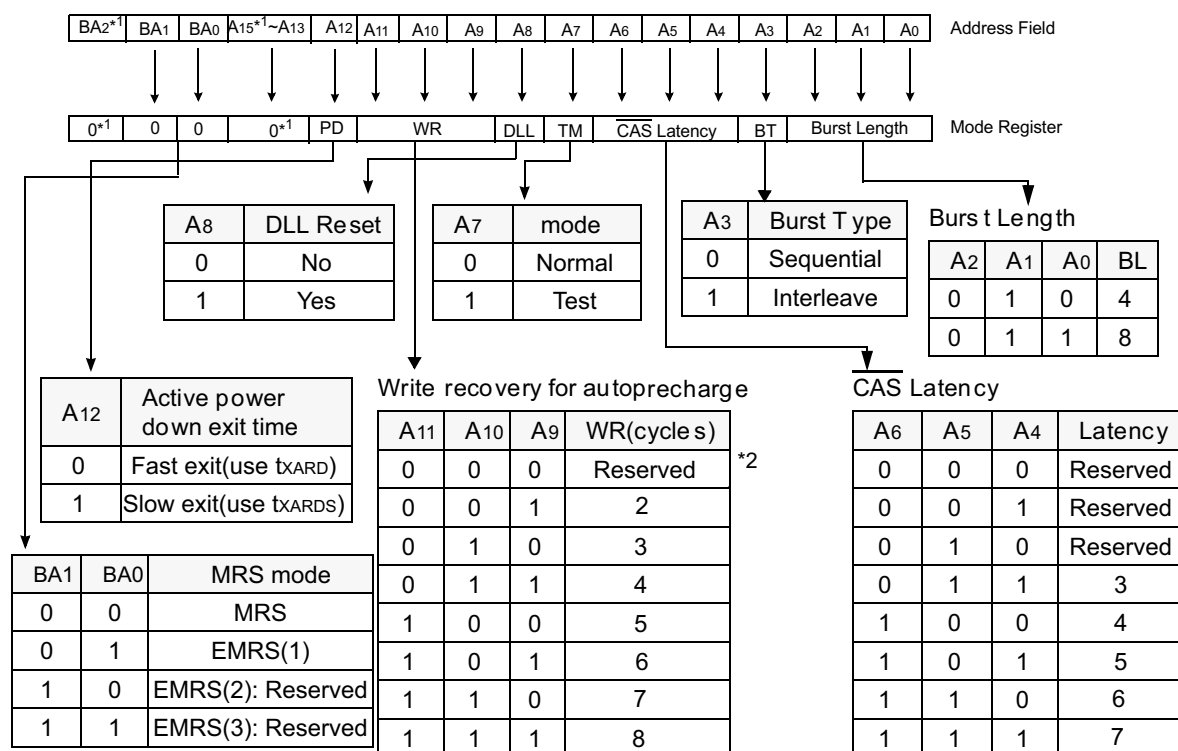 BA2*1 BA1 BA0 A15*1~A13 A12 A11 A10 A9 A8 A7 A6 A5 A4 A3 A2 A1 A0 Address Field
0*1 0 0 0*1 PD WR DLL TM CAS Latency BT Burst Length Mode Register
A8 DLL Reset
0 No
1 Yes
A7 mode
0 Normal
1 Test
A3 Burst Type
0 Sequential
1 Interleave
Burst Length
A2 A1 A0 BL
0 1 0 4
0 1 1 8
A12 Active power
down exit time
0 Fast exit(use tXARD)
1 Slow exit(use tXARDS)
Write recovery for autoprecharge
A11 A10 A9 WR(cycles)
0 0 0 Reserved *2
0 0 1 2
0 1 0 3
0 1 1 4
1 0 0 5
1 0 1 6
1 1 0 7
1 1 1 8
CAS Latency
A6 A5 A4 Latency
0 0 0 Reserved
0 0 1 Reserved
0 1 0 Reserved
0 1 1 3
1 0 0 4
1 0 1 5
1 1 0 6
1 1 1 7
BA1 BA0 MRS mode
0 0 MRS
0 1 EMRS(1)
1 0 EMRS(2): Reserved
1 1 EMRS(3): Reserved